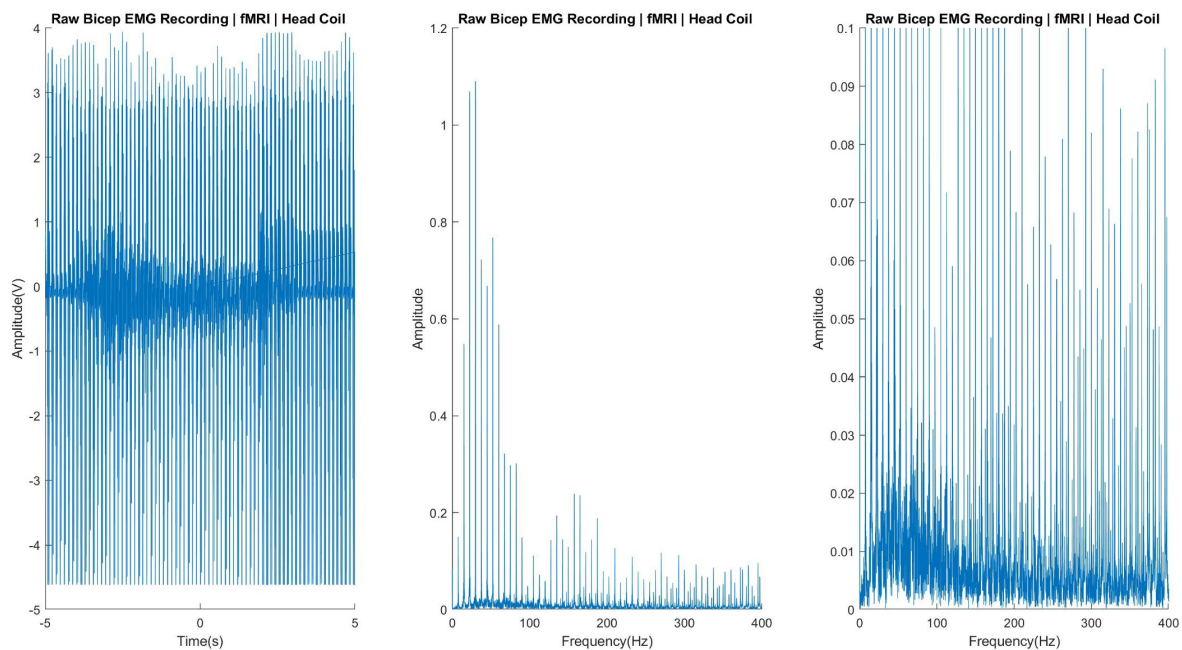 Raw Bicep EMG Recording | fMRI | Head Coil
4
3
2
1
0
-1
-2
-3
-4
-5
Amplitude(V)
-5 0 5
Time(s)
Raw Bicep EMG Recording | fMRI | Head Coil
1.2
1
0.8
0.6
0.4
0.2
0
Amplitude
0 100 200 300 400
Frequency(Hz)
Raw Bicep EMG Recording | fMRI | Head Coil
0.1
0.09
0.08
0.07
0.06
0.05
0.04
0.03
0.02
0.01
0
Amplitude
0 100 200 300 400
Frequency(Hz)